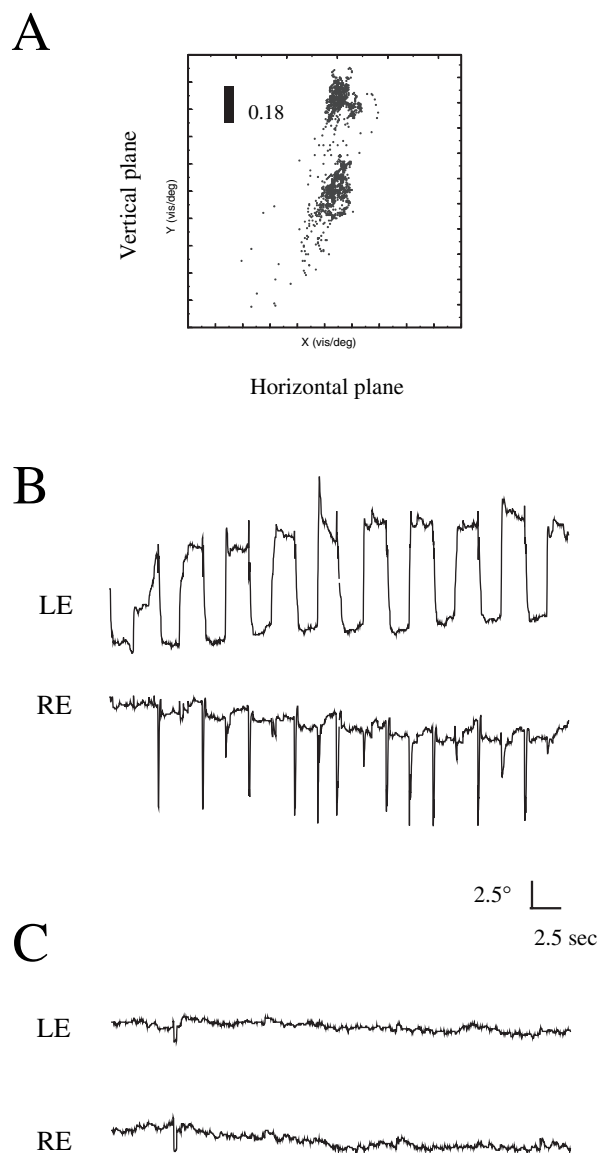 A
0.18
Vertical plane
Y (vis/deg)
X (vis/deg)
Horizontal plane
B
LE
RE
2.5°
2.5 sec
C
LE
RE